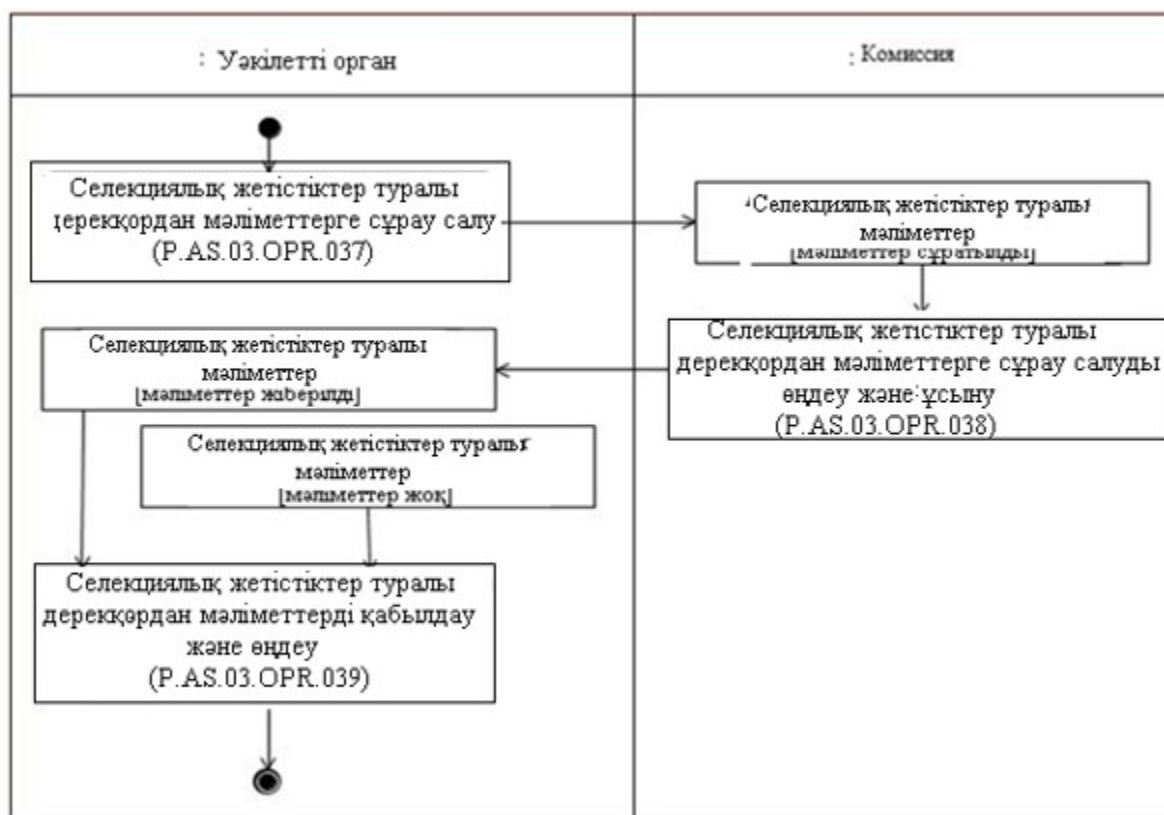 : Уәкілетті орган
: Комиссия
Селекциялық жетістіктер туралы
дерекқордан мәліметтерге сұрау салу
(P.AS.03.OPR.037)
Селекциялық жетістіктер туралы
мәліметтер
[мәліметтер сұратылды]
Селекциялық жетістіктер туралы
дерекқордан мәліметтерге сұрау салуды
өңдеу және ұсыну
(P.AS.03.OPR.038)
Селекциялық жетістіктер туралы
мәліметтер
[мәліметтер жіберілді]
Селекциялық жетістіктер туралы
мәліметтер
[мәліметтер жоқ]
Селекциялық жетістіктер туралы
дерекқордан мәліметтерді қабылдау
және өңдеу
(P.AS.03.OPR.039)